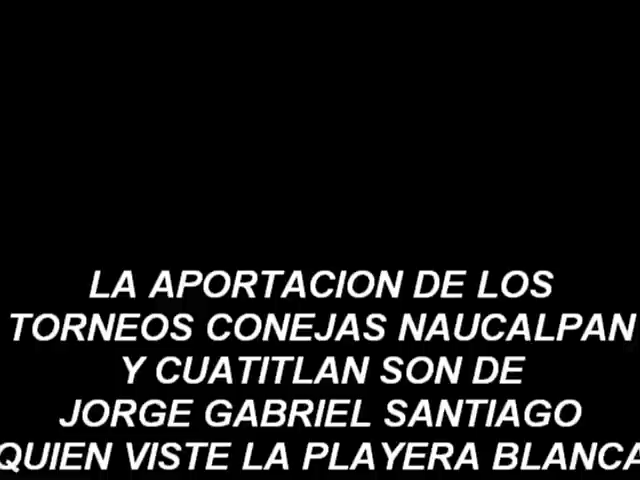 LA APORTACION DE LOS
TORNEOS CONEJAS NAUCALPAN
Y CUATITLAN SON DE
JORGE GABRIEL SANTIAGO
QUIEN VISTE LA PLAYERA BLANCA